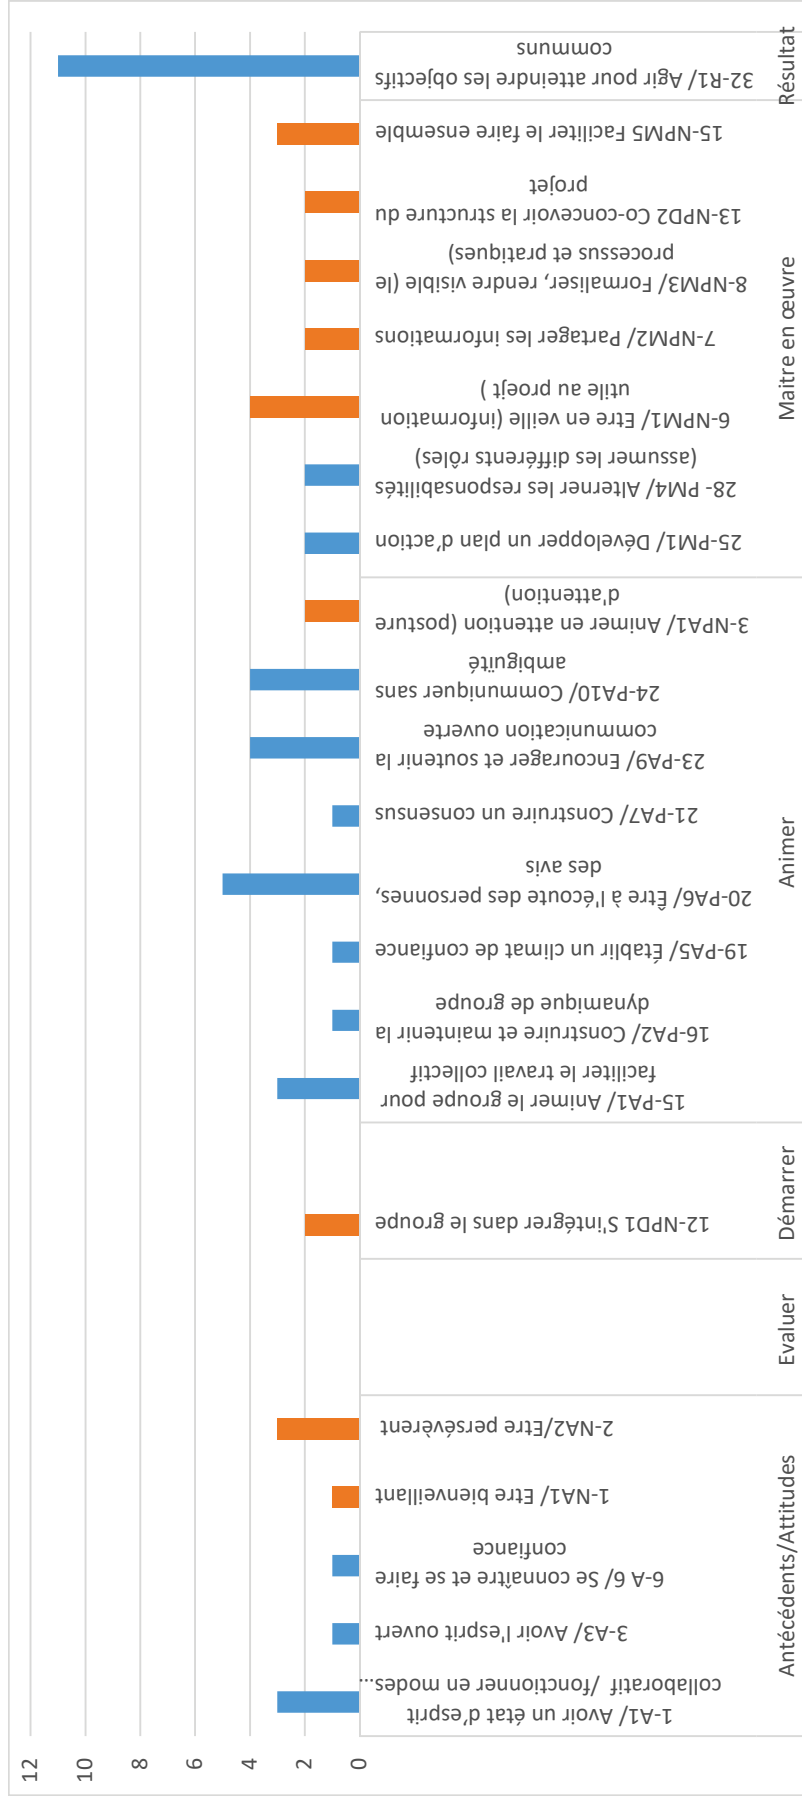 12
10
8
6
4
2
0
1-A1/ Avoir un état d'esprit
collaboratif /fonctionner en modes...
3-A3/ Avoir l'esprit ouvert
6-A 6/ Se connaître et se faire
confiance
1-NA1/ Etre bienveillant
2-NA2/Etre persévèrent
12-NPD1 S'intégrer dans le groupe
15-PA1/ Animer le groupe pour
faciliter le travail collectif
16-PA2/ Construire et maintenir la
dynamique de groupe
19-PA5/ Établir un climat de confiance
20-PA6/ Être à l'écoute des personnes,
des avis
21-PA7/ Construire un consensus
23-PA9/ Encourager et soutenir la
communication ouverte
24-PA10/ Communiquer sans
ambiguïté
3-NPA1/ Animer en attention (posture
d'attention)
25-PM1/ Développer un plan d'action
28- PM4/ Alterner les responsabilités
(assumer les différents rôles)
6-NPM1/ Etre en veille (information
utile au proejt )
7-NPM2/ Partager les informations
8-NPM3/ Formaliser, rendre visible (le
processus et pratiques)
13-NPD2 Co-concevoir la structure du
projet
15-NPM5 Faciliter le faire ensemble
32-R1/ Agir pour atteindre les objectifs
communs
Antécédents/Attitudes
Evaluer
Démarrer
Animer
Maitre en œuvre
Résultat